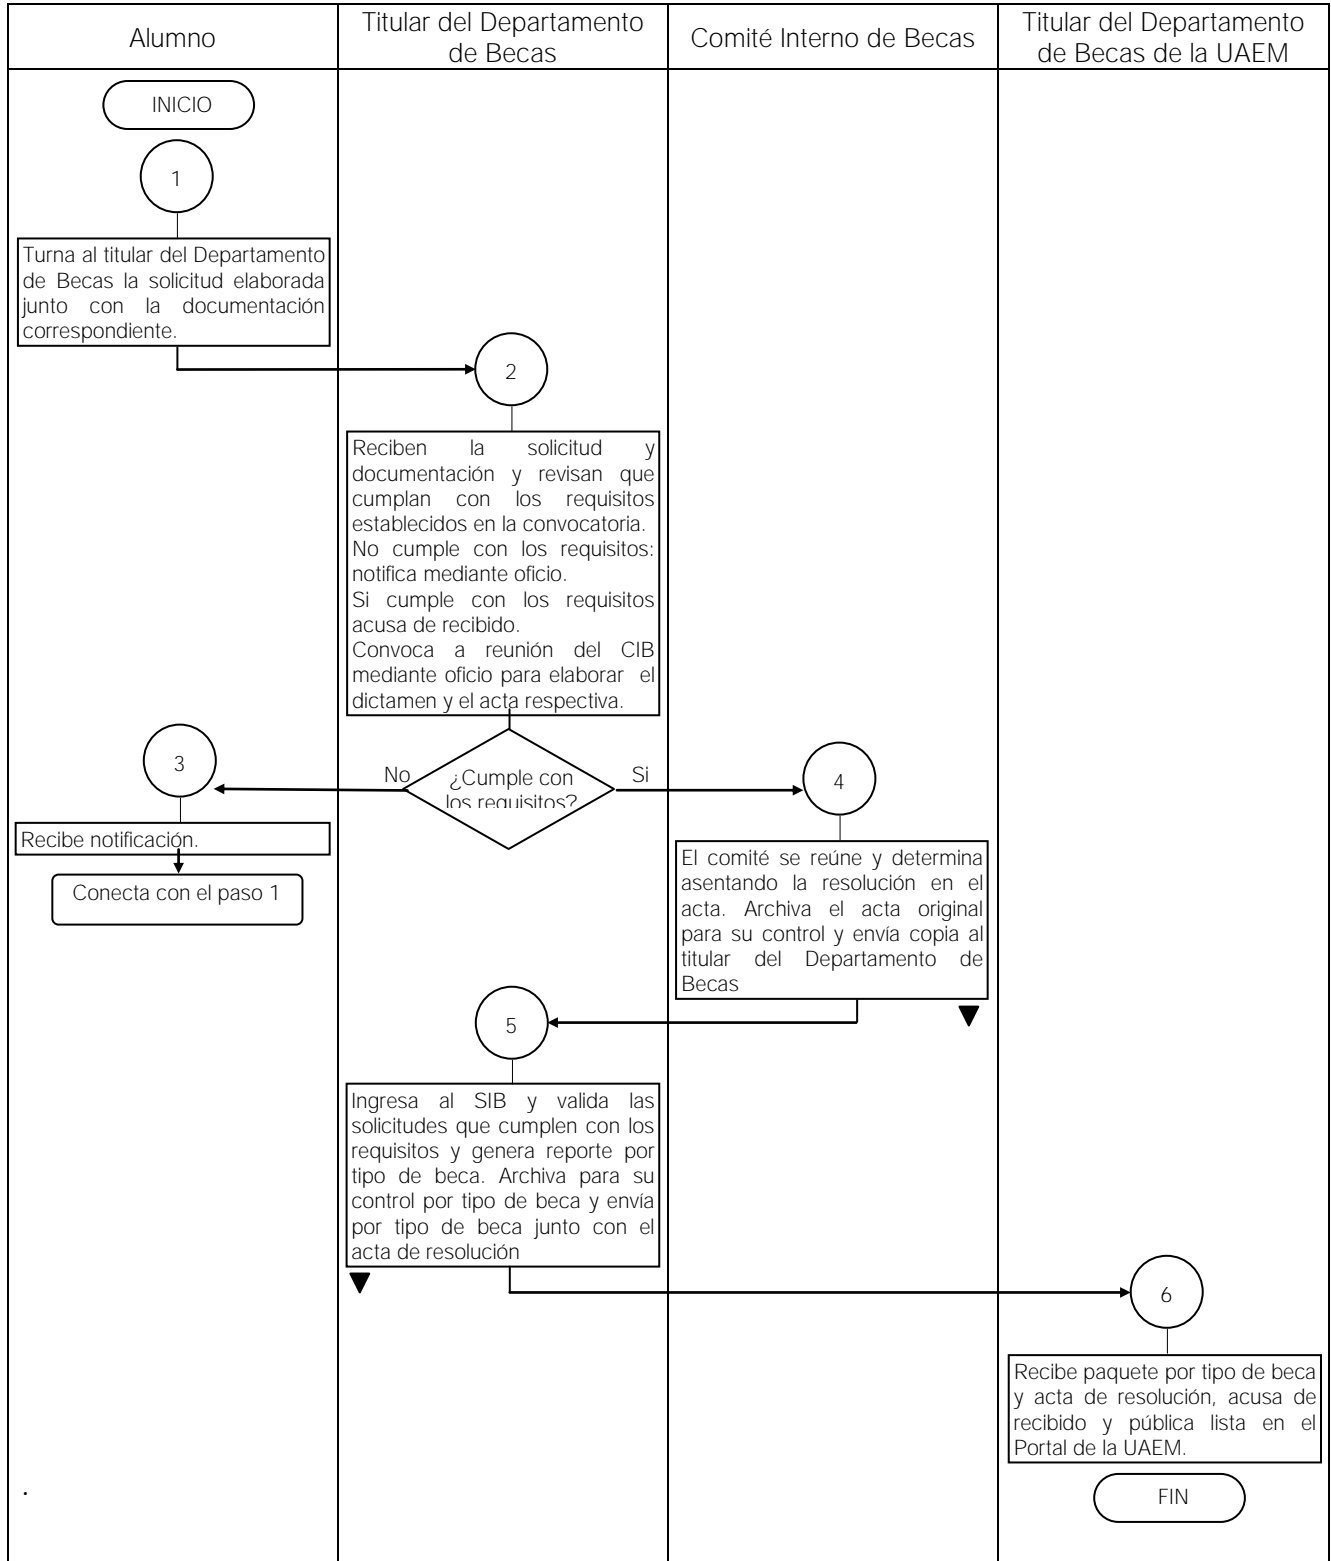 Alumno
Titular del Departamento
de Becas
Comité Interno de Becas
Titular del Departamento
de Becas de la UAEM
INICIO
1
Turna al titular del Departamento
de Becas la solicitud elaborada
junto con la documentación
correspondiente.
2
Reciben la solicitud y
documentación y revisan que
cumplan con los requisitos
establecidos en la convocatoria.
No cumple con los requisitos:
notifica mediante oficio.
Si cumple con los requisitos
acusa de recibido.
Convoca a reunión del CIB
mediante oficio para elaborar el
dictamen y el acta respectiva.
¿Cumple con
los requisitos?
No
Si
3
Recibe notificación.
Conecta con el paso 1
4
El comité se reúne y determina
asentando la resolución en el
acta. Archiva el acta original
para su control y envía copia al
titular del Departamento de
Becas
5
Ingresa al SIB y valida las
solicitudes que cumplen con los
requisitos y genera reporte por
tipo de beca. Archiva para su
control por tipo de beca y envía
por tipo de beca junto con el
acta de resolución
6
Recibe paquete por tipo de beca
y acta de resolución, acusa de
recibido y pública lista en el
Portal de la UAEM.
FIN
.